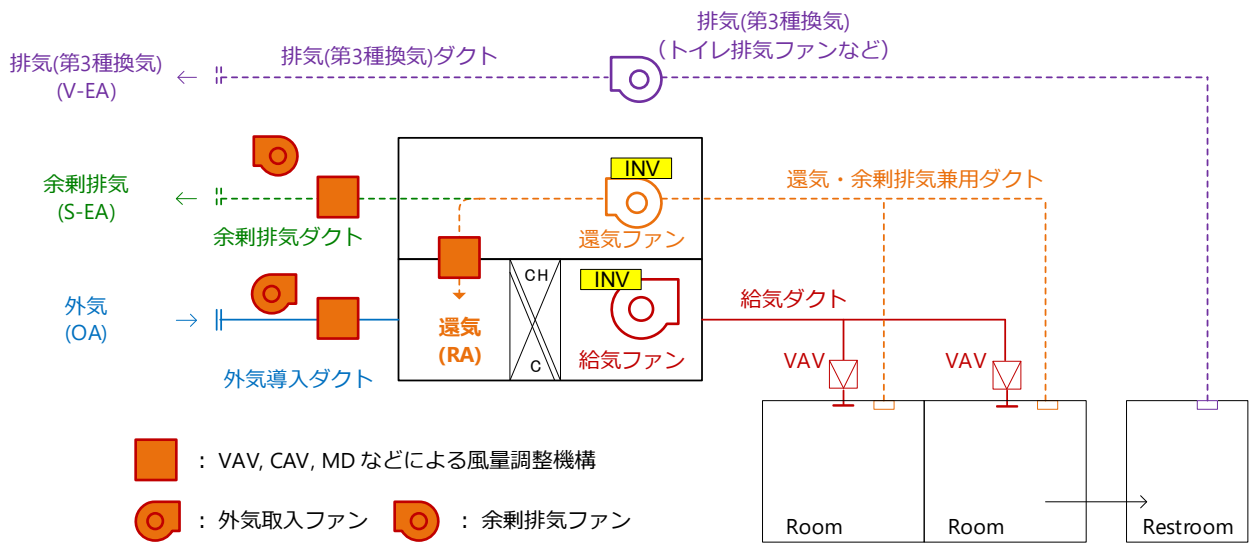 排気(第3種換気)
(V-EA)
排気(第3種換気)ダクト
排気(第3種換気)
（トイレ排気ファンなど）
余剰排気
(S-EA)
余剰排気ダクト
INV
還気ファン
還気・余剰排気兼用ダクト
外気
(OA)
外気導入ダクト
還気
(RA)
CH
C
INV
給気ファン
給気ダクト
VAV
VAV
Room
Room
Restroom
： VAV, CAV, MD などによる風量調整機構
： 外気取入ファン
： 余剰排気ファン